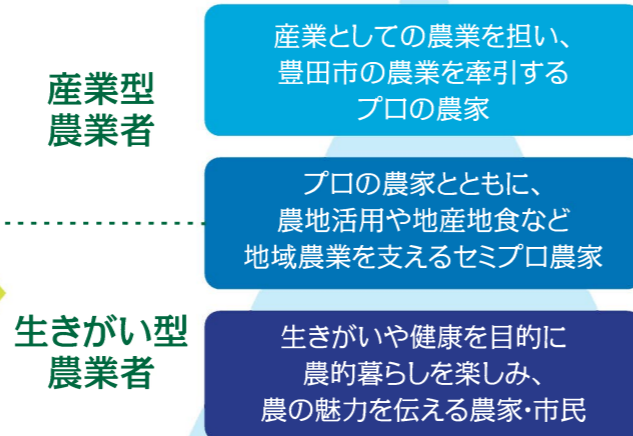 産業型
農業者
産業としての農業を担い、
豊田市の農業を牽引する
プロの農家
プロの農家とともに、
農地活用や地産地食など
地域農業を支えるセミプロ農家
生きがい型
農業者
生きがいや健康を目的に
農的暮らしを楽しみ、
農の魅力を伝える農家・市民